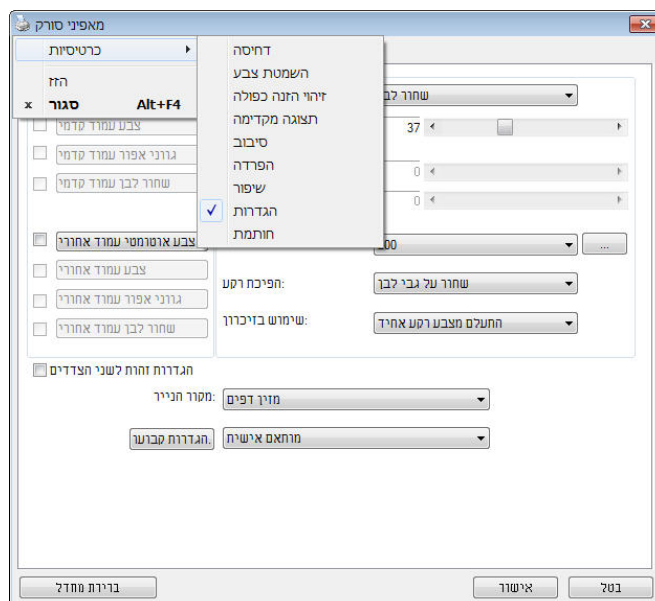 מאפיני סורק
כרטיסיות
הזז
סגור Alt+F4
x
דחיסה
השמטת צבע
זיהוי הזנה כפולה
תצוגה מקדימה
סיבוב
הפרדה
שיפור
הגדרות
חותמת
שחור לבן
צבע עמוד קדמי
37
גווני אפור עמוד קדמי
0
שחור לבן עמוד קדמי
0
צבע אוטומטי עמוד אחורי
...
צבע עמוד אחורי
הפיכת רקע:
שחור על גבי לבן
גווני אפור עמוד אחורי
שימוש בזיכרון:
התעלם מצבע רקע אחיד
שחור לבן עמוד אחורי
הגדרות זהות לשני הצדדים
מקור הנייר:
מזין דפים
הגדרות קבועו.
מותאם אישית
ברירת מחדל
אישור
בטל